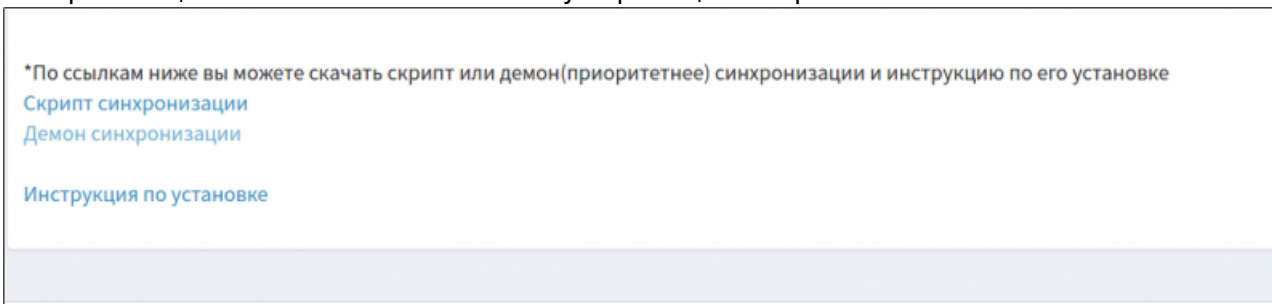 *По ссылкам ниже вы можете скачать скрипт или демон(приоритетнее) синхронизации и инструкцию по его установке
Скрипт синхронизации
Демон синхронизации
Инструкция по установке